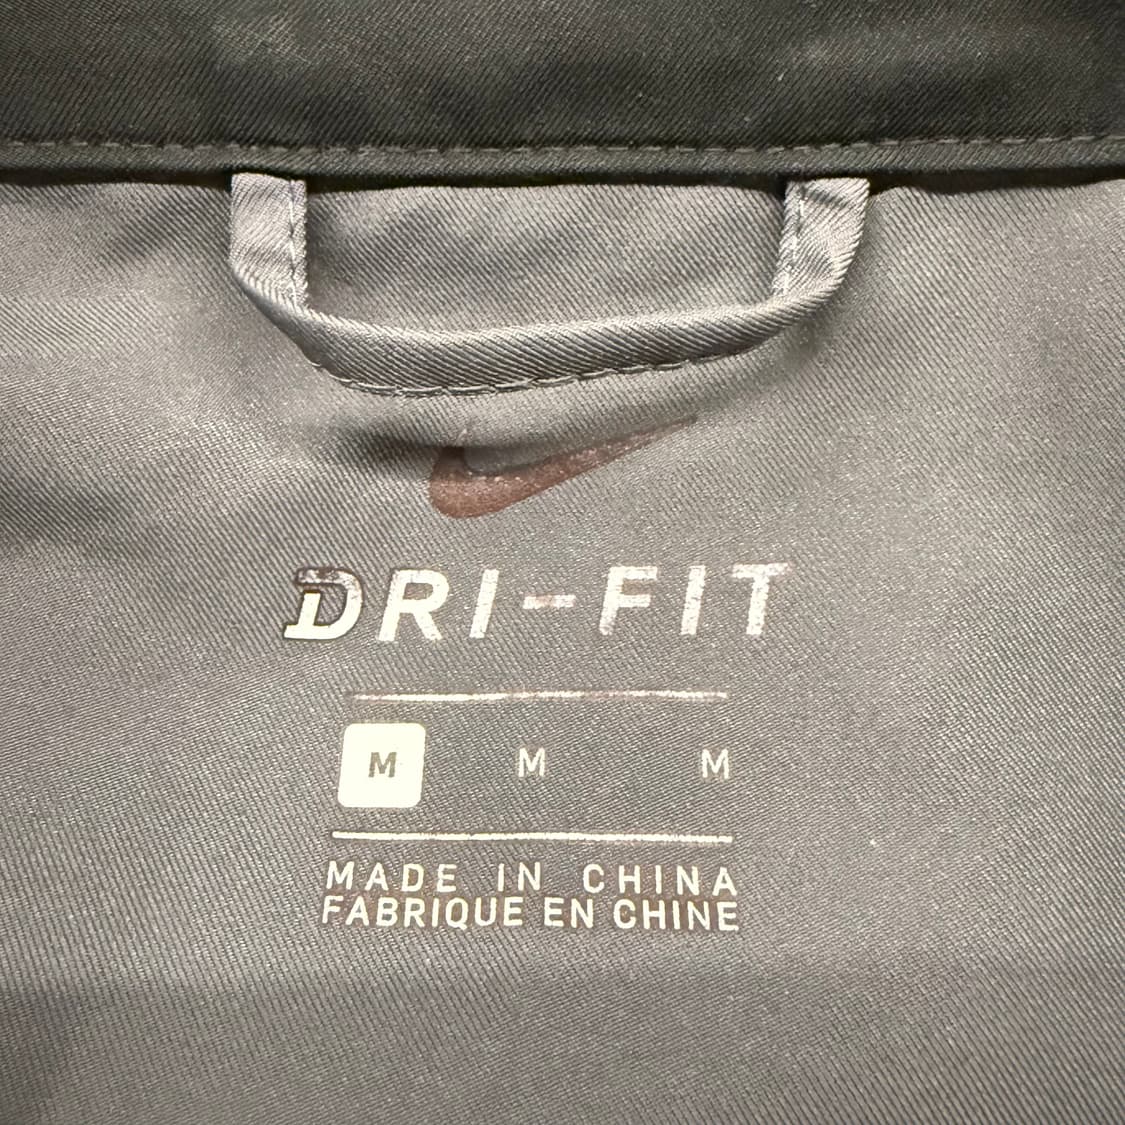 DRI-FIT
M M M
MADE IN CHINA
FABRIQUE EN CHINE